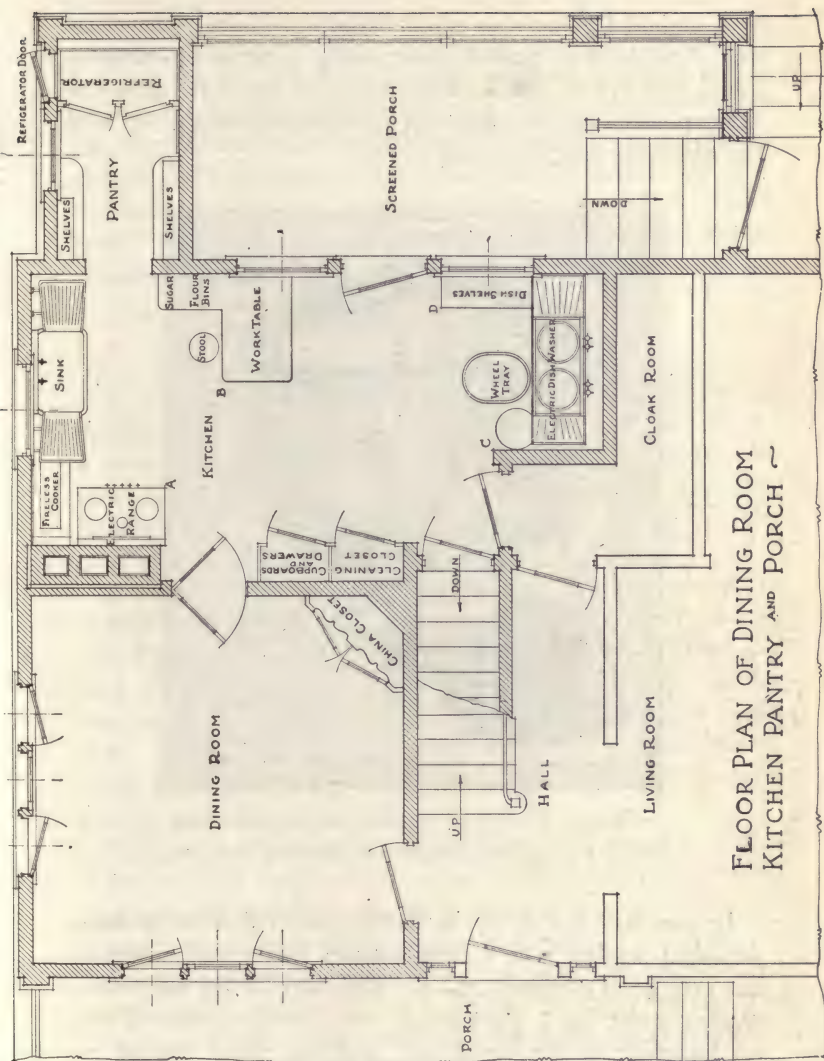 REFRIGERATOR DOOR
REFRIGERATOR
PANTRY
SHELVES
SHELVES
SCREENED PORCH
UP
DOWN
SINK
SUGAR
FLOUR
BINS
STOOL
WORK TABLE
B
DISH SHELVES
D
WHEEL
TRAY
ELECTRIC DISH WASHER
C
CLOAK ROOM
KITCHEN
FIRELESS
COOKER
ELECTRIC
RANGE
A
CUPBOARDS
AND
DRAWERS
CLEANING
CLOSET
DOWN
CHINA CLOSET
DINING ROOM
UP
HALL
LIVING ROOM
PORCH
FLOOR PLAN OF DINING ROOM
KITCHEN PANTRY AND PORCH ~